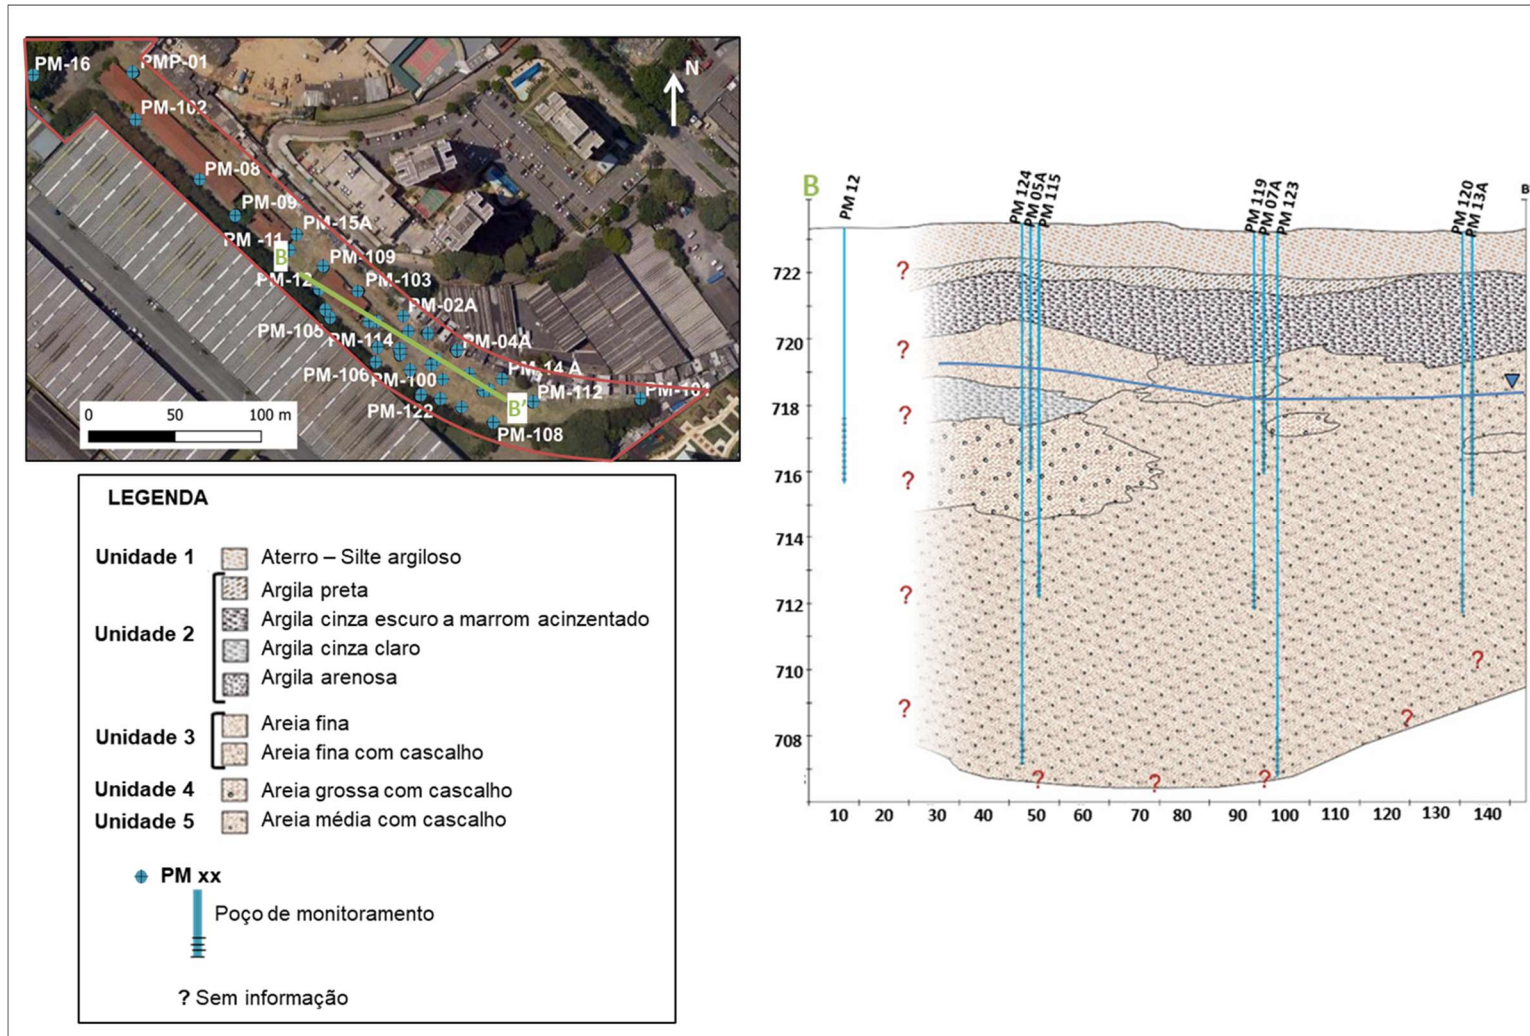 PM-16
PMP-01
N
PM-102
PM-08
PM-09
PM-15A
PM -11
B
PM-109
PM-12
PM-103
PM-02A
PM-105
PM-114
PM-04A
PM-106
PM-100
PM-14 A
PM-112
PM-101
B'
PM-122
PM-108
0 50 100 m
LEGENDA
Unidade 1
Aterro – Silte argiloso
Unidade 2
Argila preta
Argila cinza escuro a marrom acinzentado
Argila cinza claro
Argila arenosa
Unidade 3
Areia fina
Areia fina com cascalho
Unidade 4
Areia grossa com cascalho
Unidade 5
Areia média com cascalho
PM xx
Poço de monitoramento
? Sem informação
B
PM 12
PM 124
PM 05A
PM 115
PM 119
PM 07A
PM 123
PM 120
PM 13A
B
722
720
718
716
714
712
710
708
?
?
?
?
?
?
?
?
?
?
?
10 20 30 40 50 60 70 80 90 100 110 120 130 140